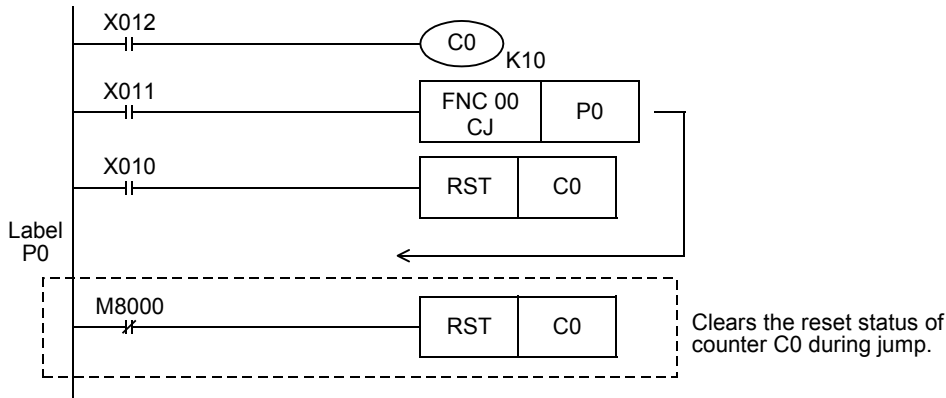 X012
C0
K10
X011
FNC 00
CJ
P0
X010
RST
C0
Label
P0
M8000
RST
C0
Clears the reset status of
counter C0 during jump.